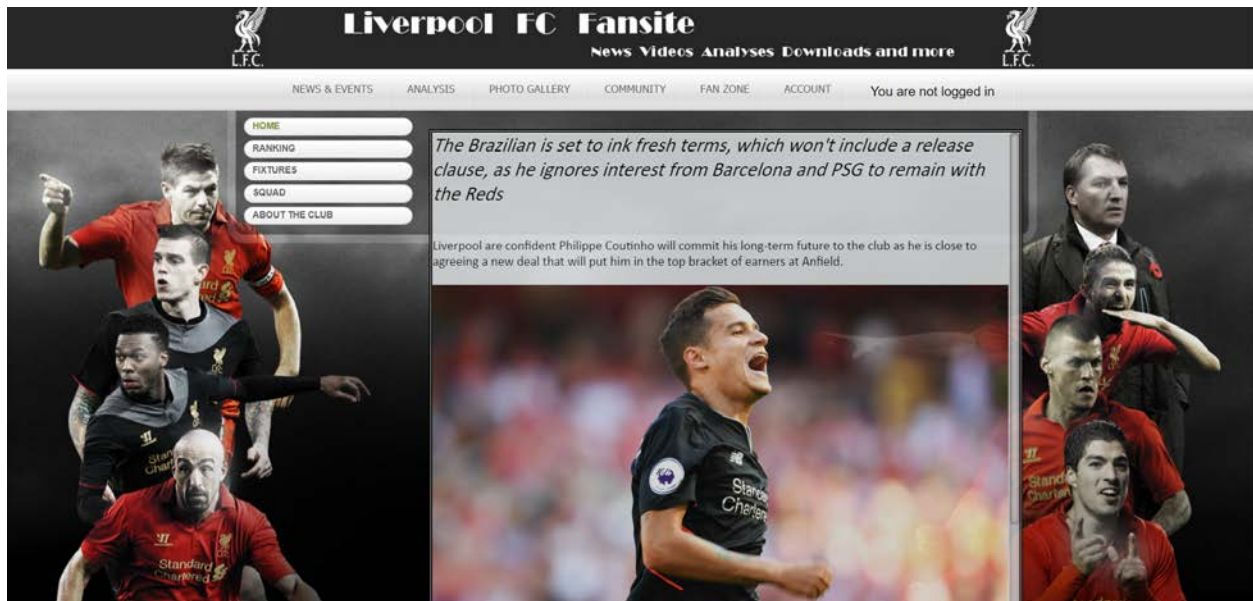 Liverpool FC Fansite
News Videos Analyses Downloads and more
L.F.C.
L.F.C.
NEWS & EVENTS ANALYSIS PHOTO GALLERY COMMUNITY FAN ZONE ACCOUNT You are not logged in
HOME
RANKING
FIXTURES
SQUAD
ABOUT THE CLUB
The Brazilian is set to ink fresh terms, which won't include a release
clause, as he ignores interest from Barcelona and PSG to remain with
the Reds
Liverpool are confident Philippe Coutinho will commit his long-term future to the club as he is close to
agreeing a new deal that will put him in the top bracket of earners at Anfield.
Standard
Chartered
Standard
Chartered